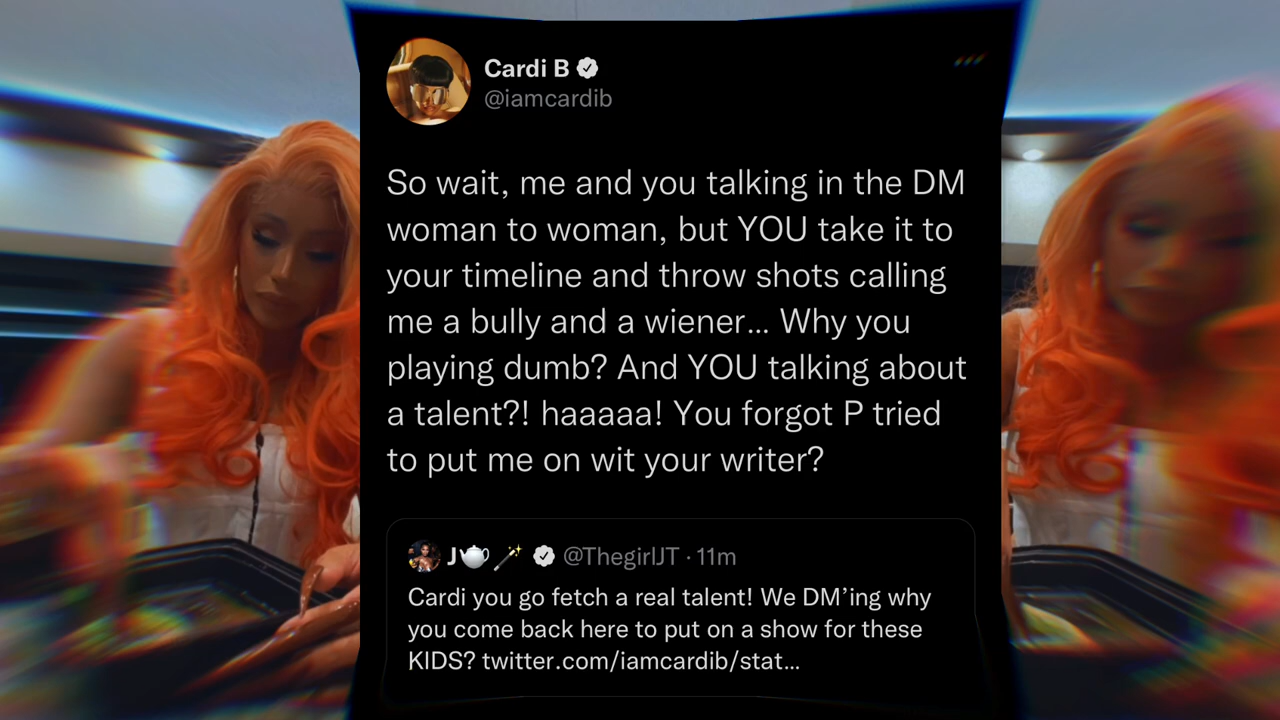 Cardi B
@iamcardib
So wait, me and you talking in the DM
woman to woman, but YOU take it to
your timeline and throw shots calling
me a bully and a wiener... Why you
playing dumb? And YOU talking about
a talent?! haaaaa! You forgot P tried
to put me on wit your writer?
J🫖🪄 @ThegirlJT · 11m
Cardi you go fetch a real talent! We DM’ing why
you come back here to put on a show for these
KIDS? twitter.com/iamcardib/stat...